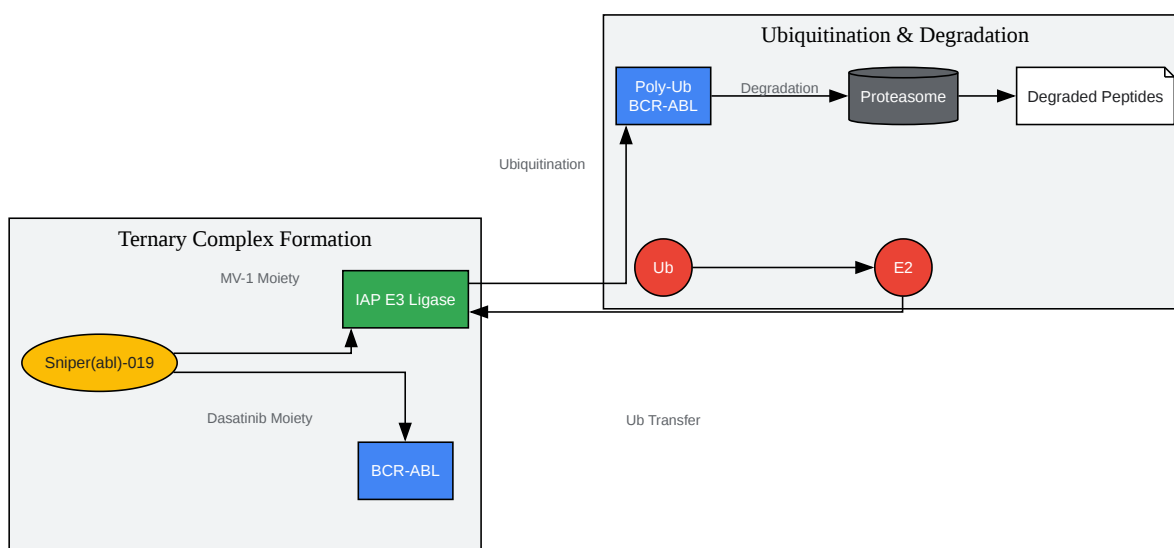 Ubiquitination & Degradation
Poly-Ub
BCR-ABL
Degradation
Proteasome
Degraded Peptides
Ubiquitination
Ub
E2
Ternary Complex Formation
MV-1 Moiety
IAP E3 Ligase
Sniper(abl)-019
Dasatinib Moiety
BCR-ABL
Ub Transfer